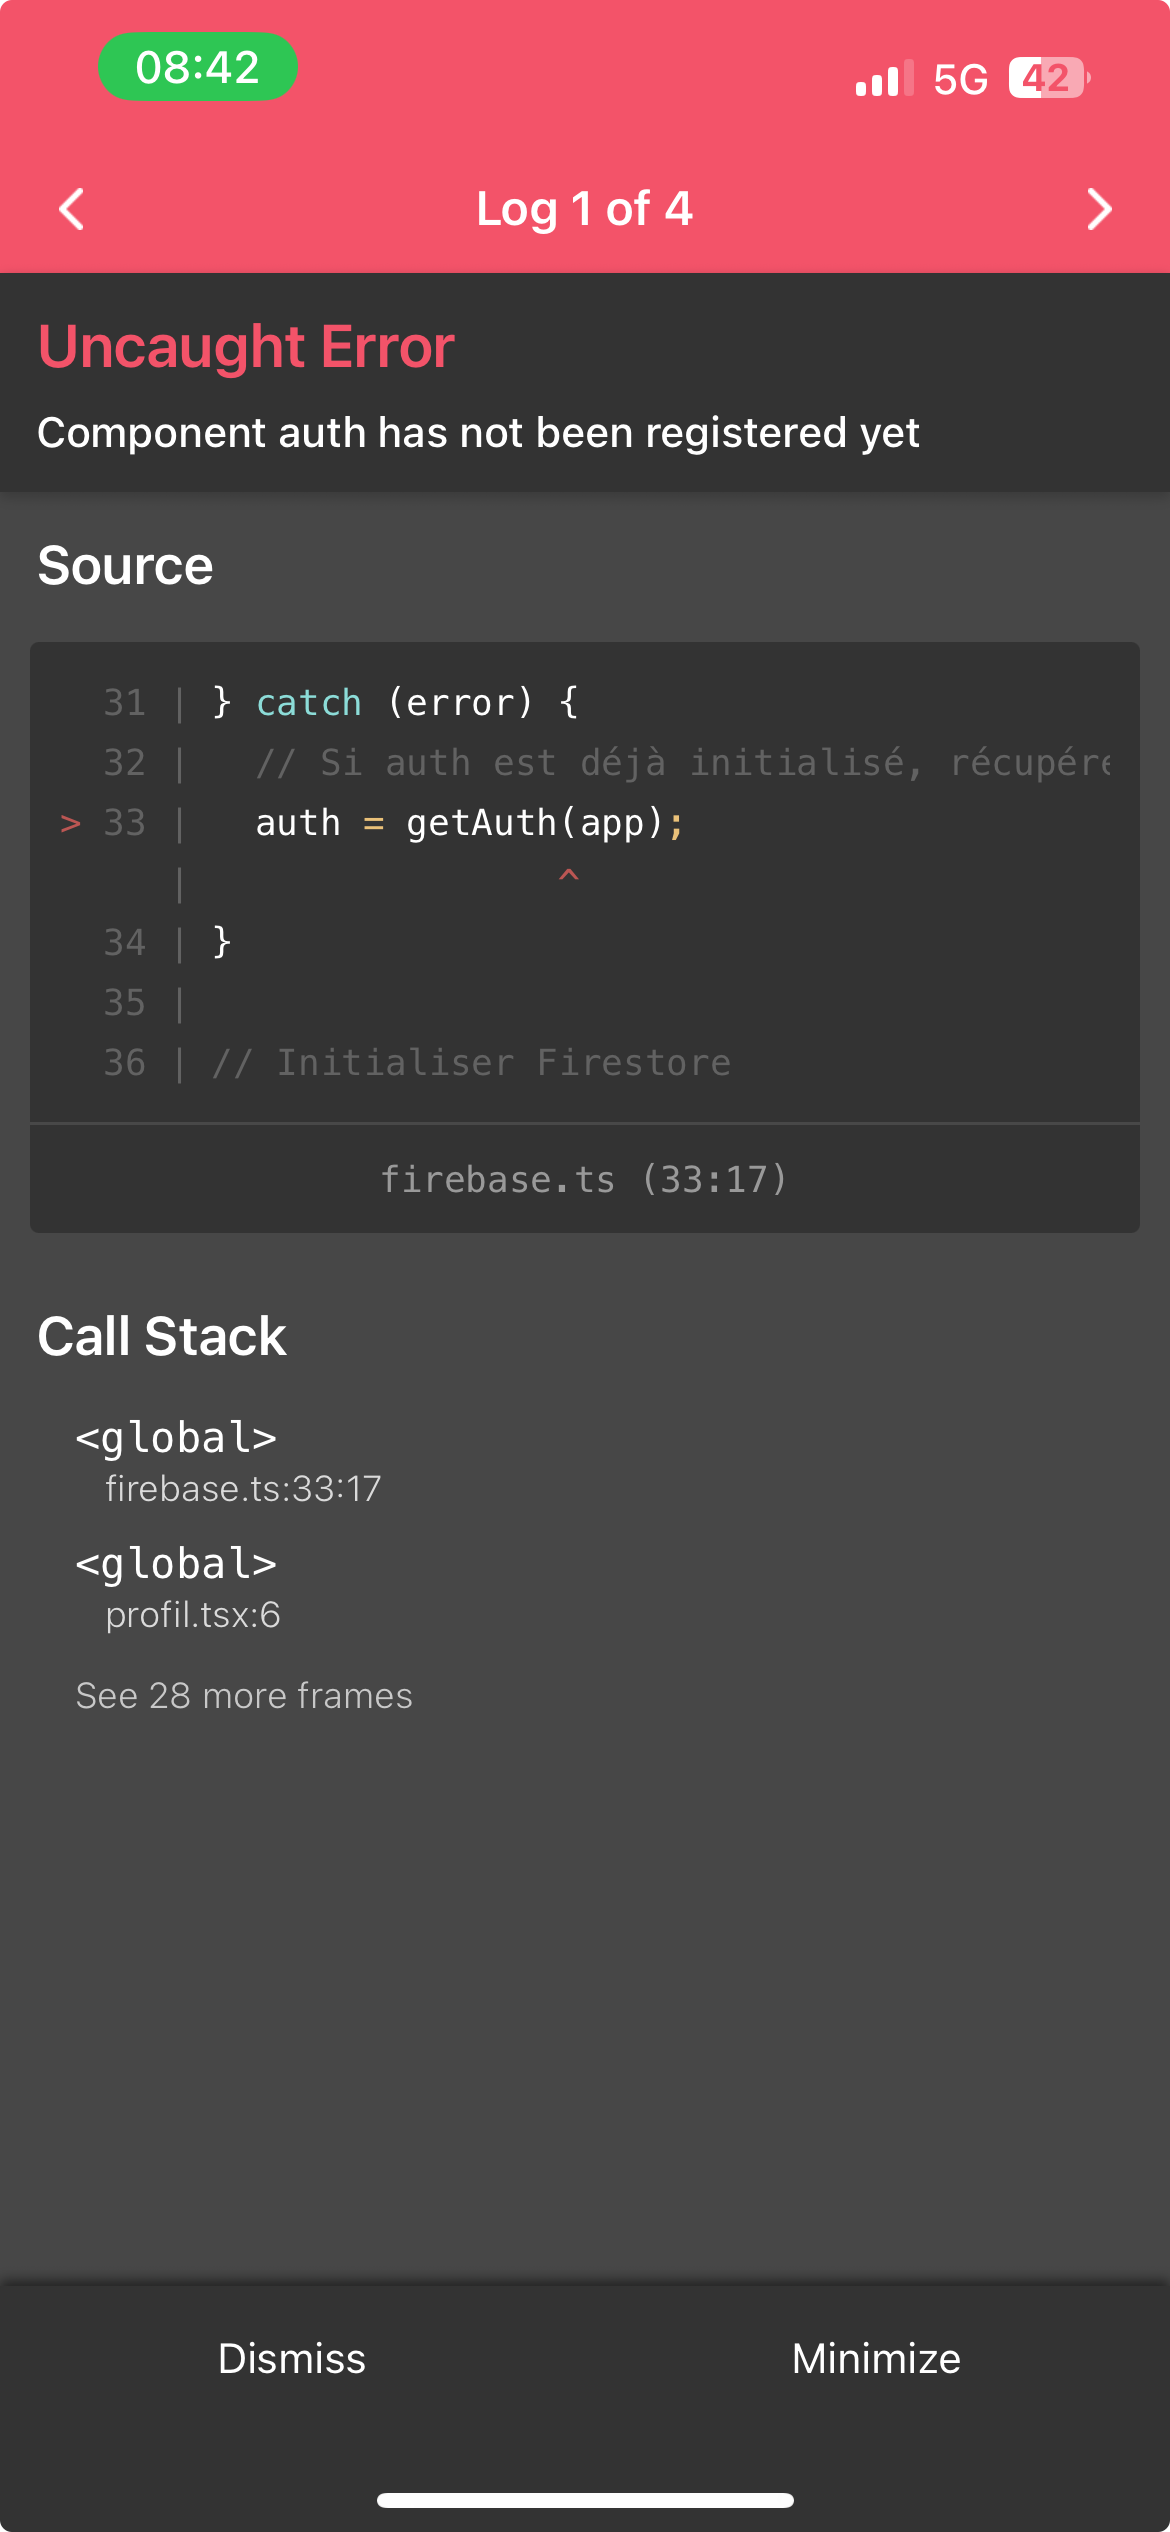 08:42
5G 42
Log 1 of 4
Uncaught Error
Component auth has not been registered yet
Source
31 | } catch (error) {
32 |   // Si auth est déjà initialisé, récupére
> 33 |   auth = getAuth(app);
|                 ^
34 | }
35 |
36 | // Initialiser Firestore
firebase.ts (33:17)
Call Stack
<global>
firebase.ts:33:17
<global>
profil.tsx:6
See 28 more frames
Dismiss Minimize